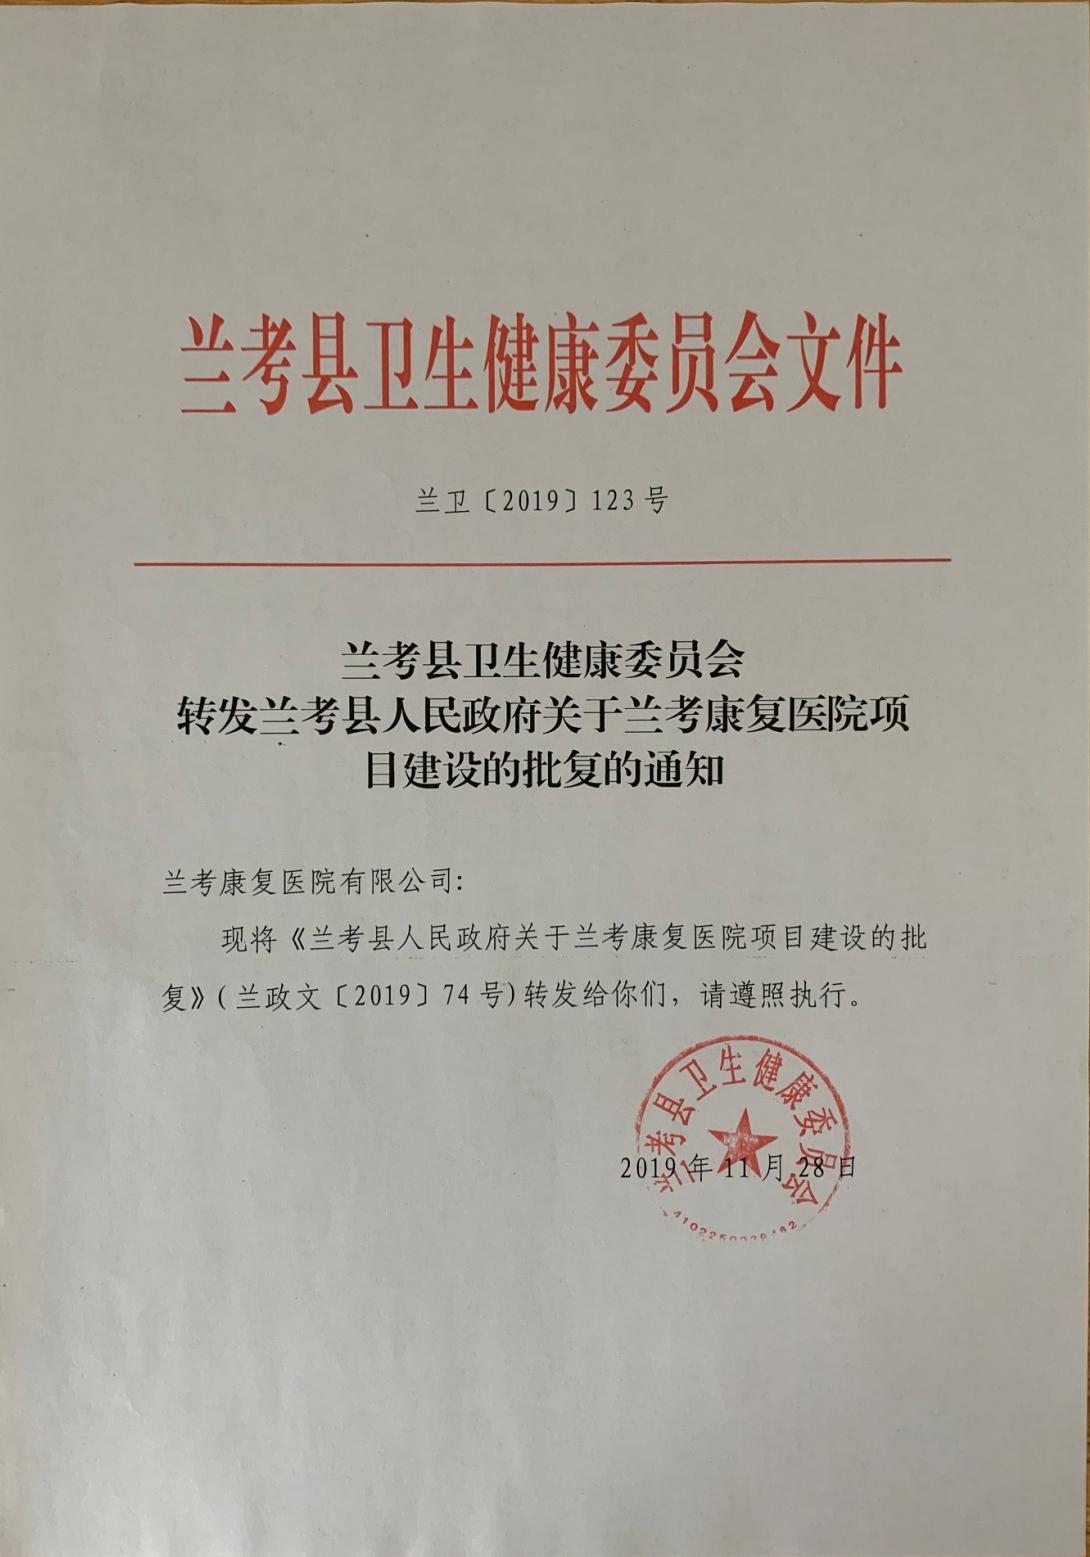 兰考县卫生健康委员会文件
兰卫〔2019〕123号
兰考县卫生健康委员会
转发兰考县人民政府关于兰考康复医院项
目建设的批复的通知
兰考康复医院有限公司:
现将《兰考县人民政府关于兰考康复医院项目建设的批
复》(兰政文〔2019〕74号)转发给你们，请遵照执行。
兰考县卫生健康委员会
2019年11月28日